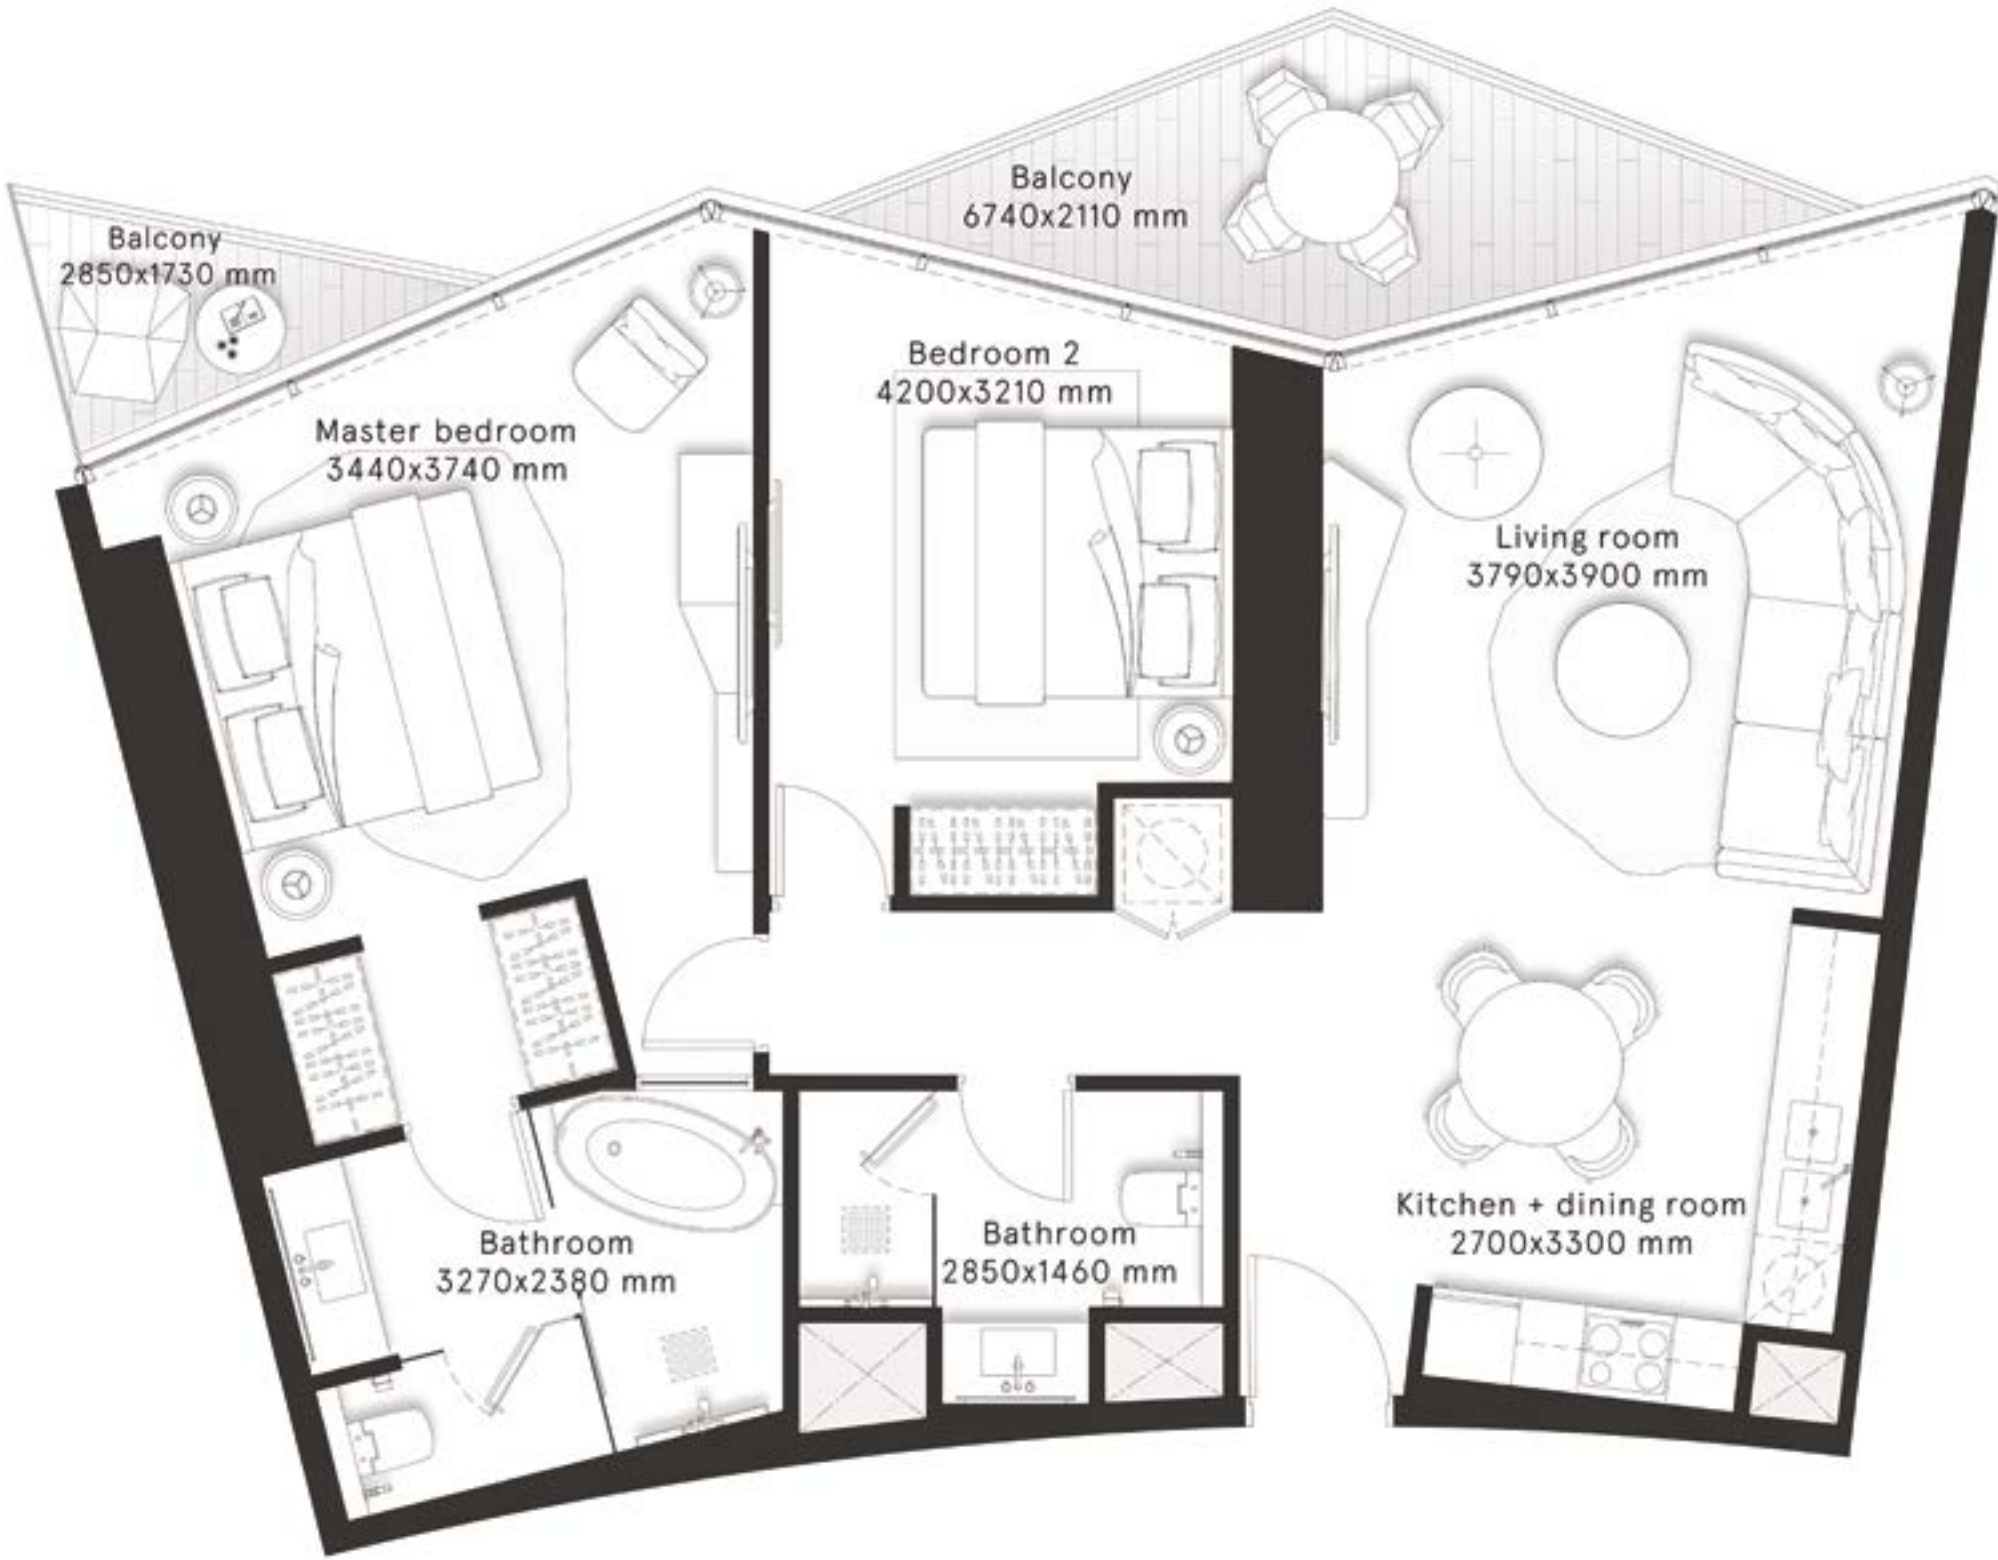 Balcony
6740x2110 mm
Balcony
2850x1730 mm
Bedroom 2
4200x3210 mm
Master bedroom
3440x3740 mm
Living room
3790x3900 mm
Kitchen + dining room
2700x3300 mm
Bathroom
3270x2380 mm
Bathroom
2850x1460 mm